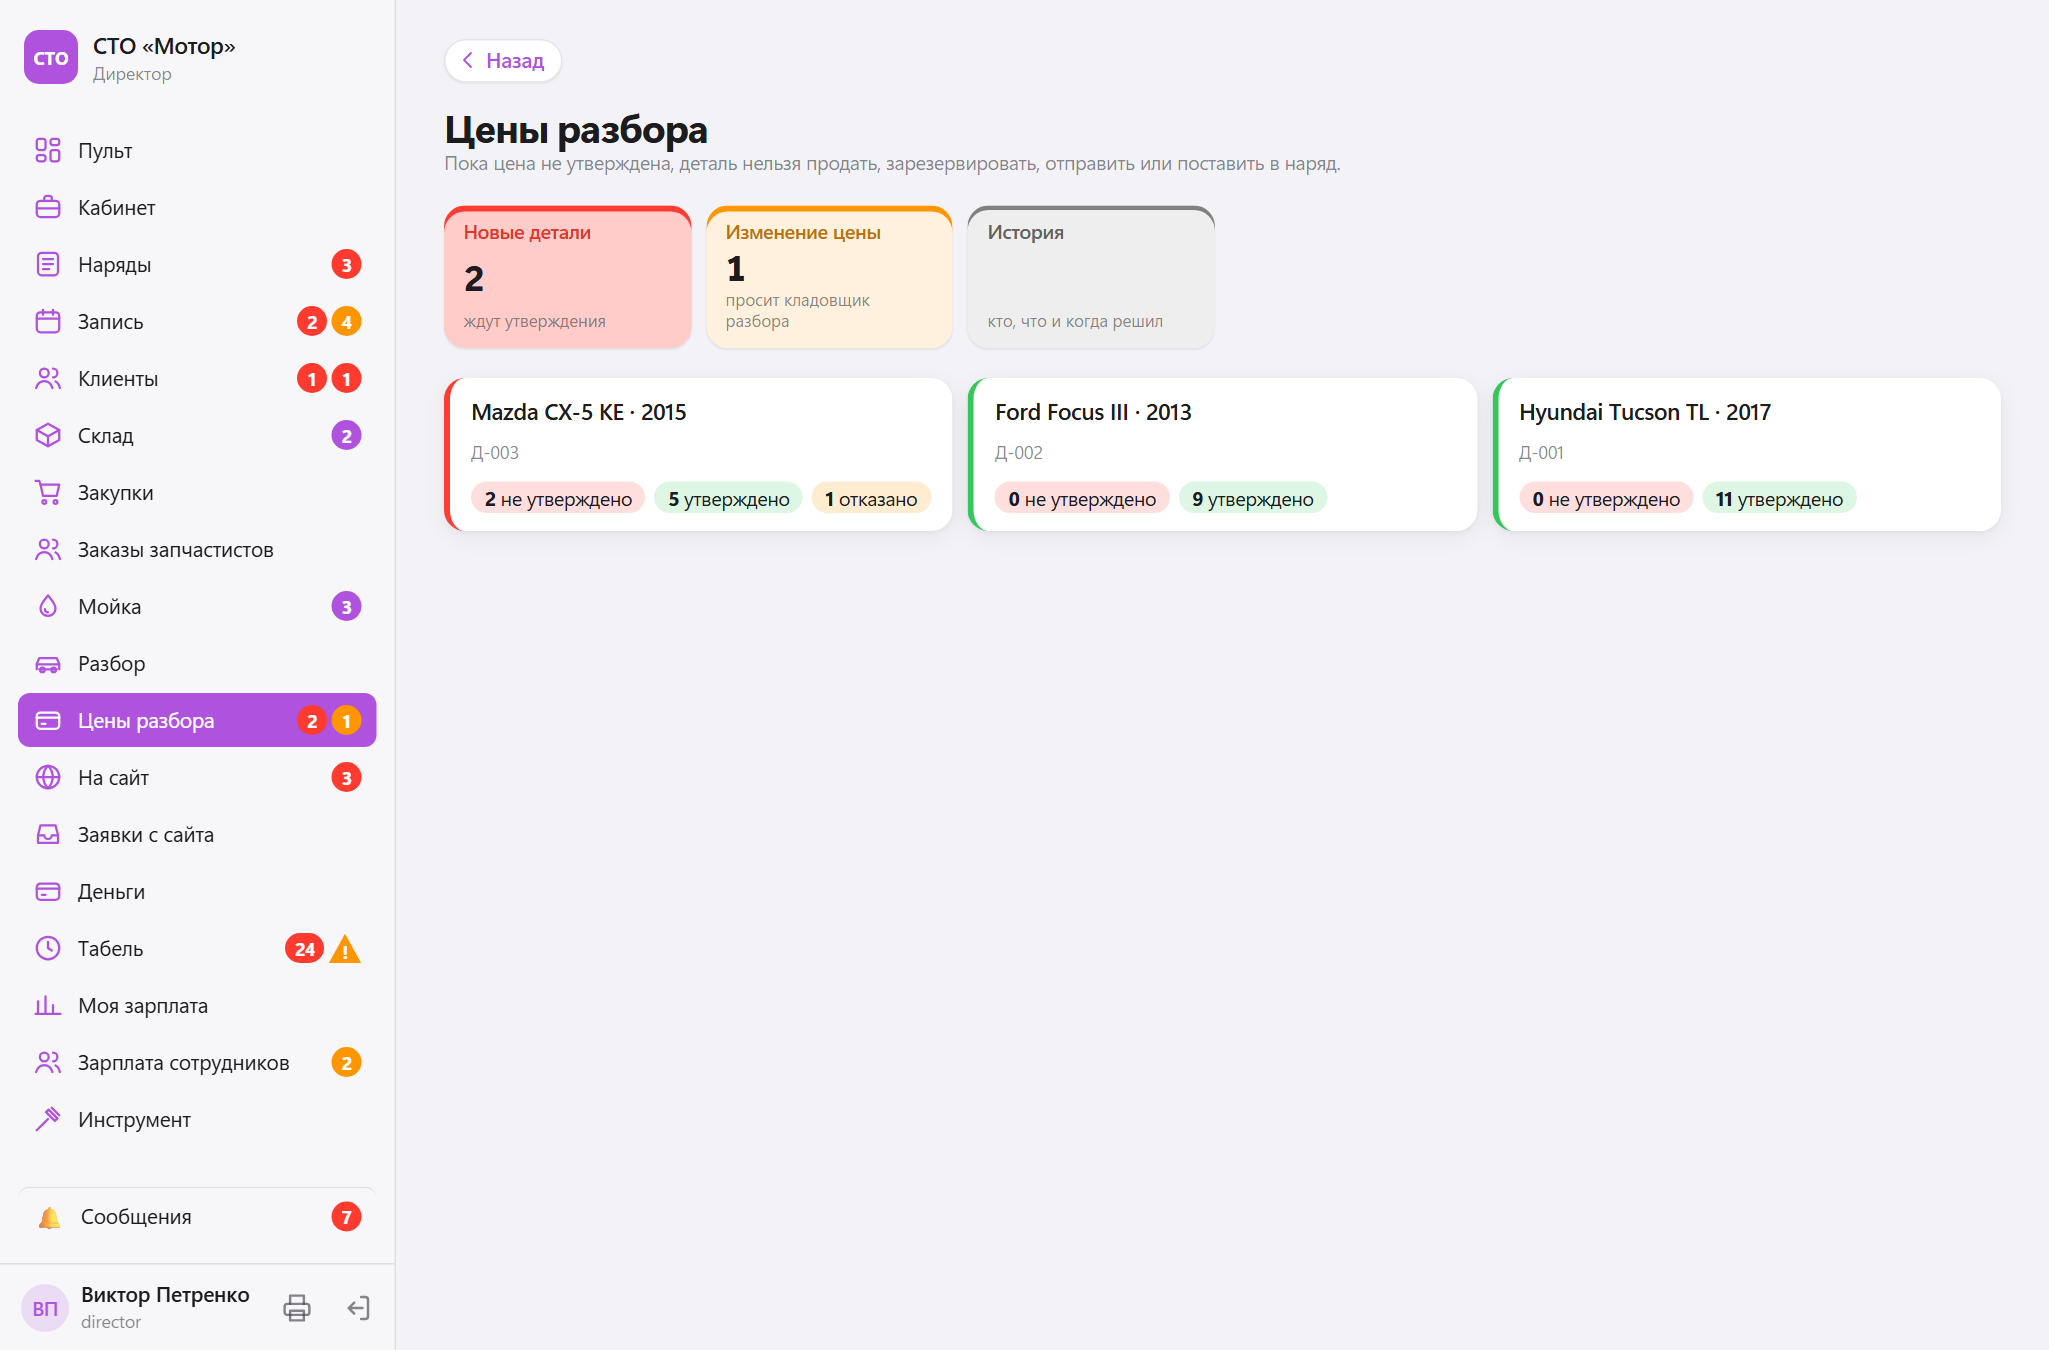 СТО
СТО «Мотор»
Директор
Пульт
Кабинет
Наряды 3
Запись 2 4
Клиенты 1 1
Склад 2
Закупки
Заказы запчастистов
Мойка 3
Разбор
Цены разбора 2 1
На сайт 3
Заявки с сайта
Деньги
Табель 24 !
Моя зарплата
Зарплата сотрудников 2
Инструмент
Сообщения 7
ВП
Виктор Петренко
director
Назад
Цены разбора
Пока цена не утверждена, деталь нельзя продать, зарезервировать, отправить или поставить в наряд.
Новые детали
2
ждут утверждения
Изменение цены
1
просит кладовщик
разбора
История
кто, что и когда решил
Mazda CX-5 KE · 2015
Д-003
2 не утверждено 5 утверждено 1 отказано
Ford Focus III · 2013
Д-002
0 не утверждено 9 утверждено
Hyundai Tucson TL · 2017
Д-001
0 не утверждено 11 утверждено